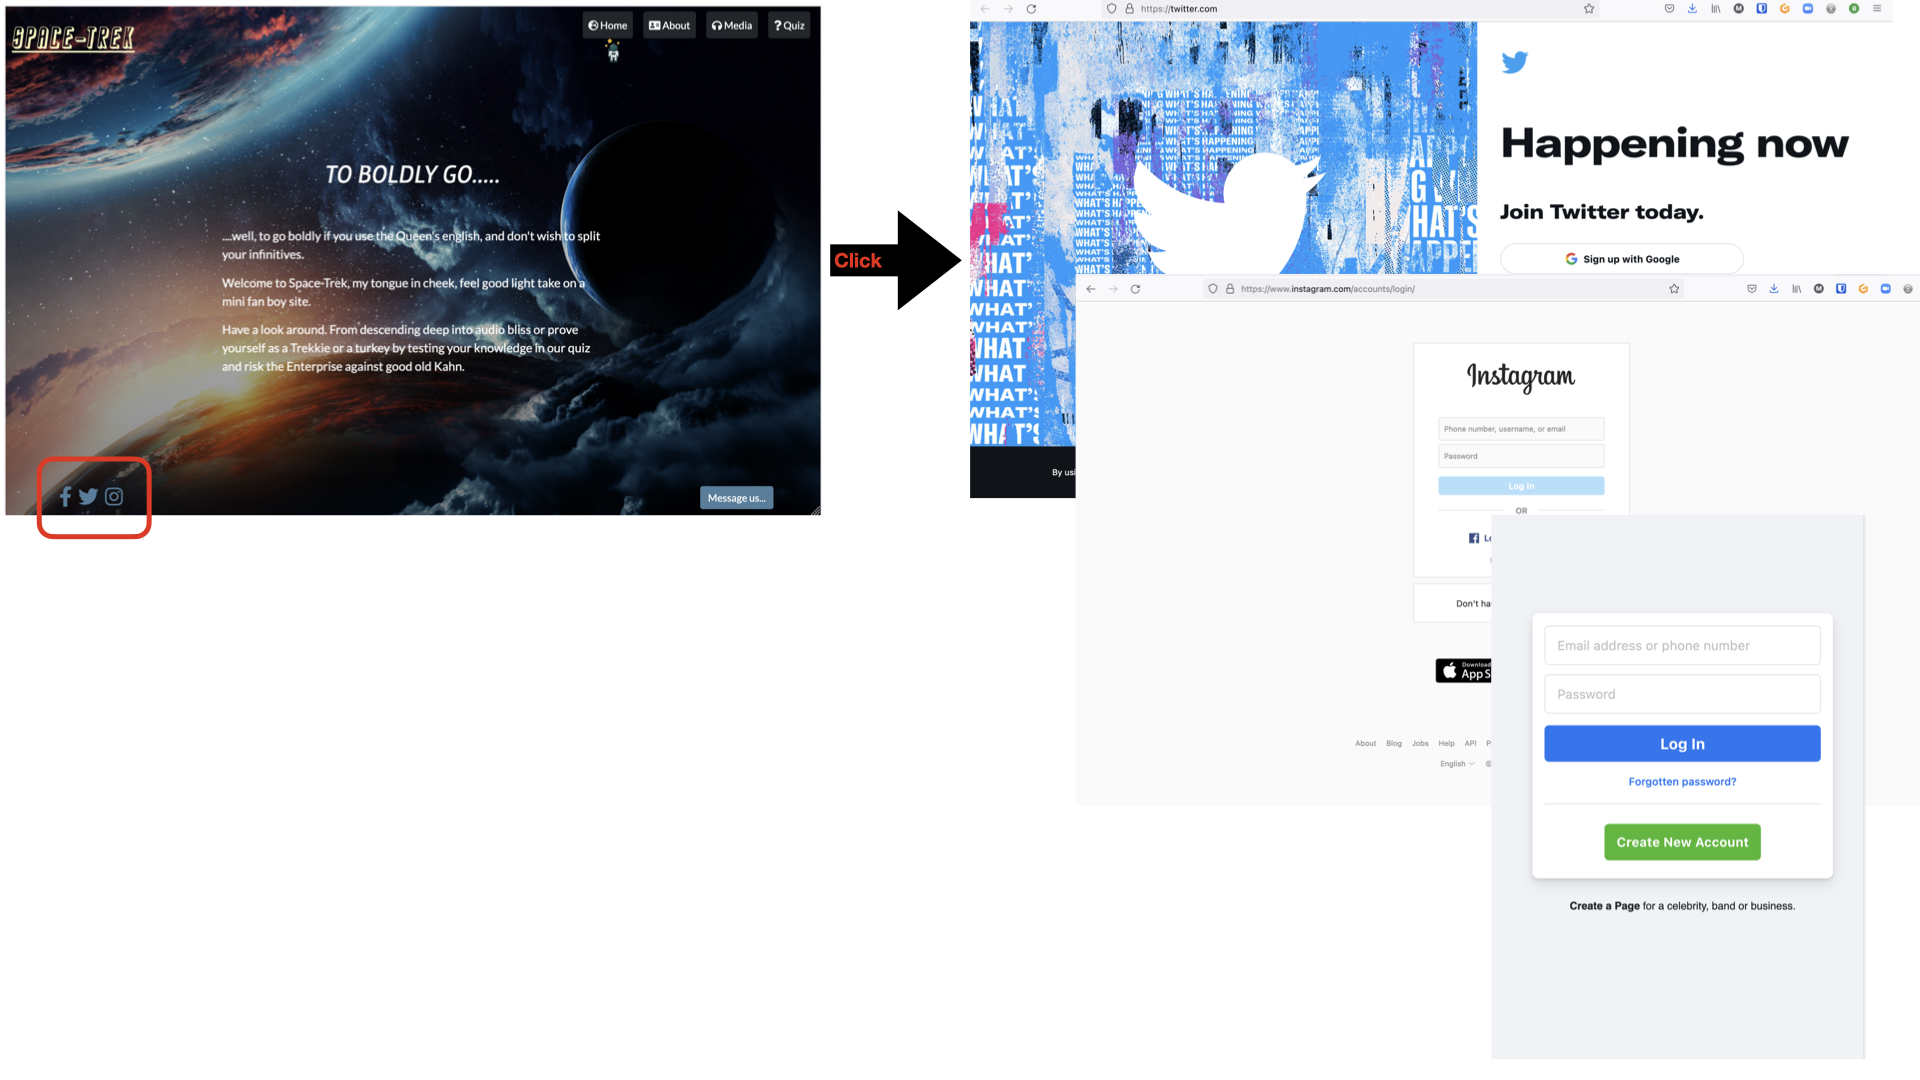 SPACE-TREK
Home
About
Media
Quiz
TO BOLDLY GO.....
....well, to go boldly if you use the Queen's english, and don't wish to split
your infinitives.
Welcome to Space-Trek, my tongue in cheek, feel good light take on a
mini fan boy site.
Have a look around. From descending deep into audio bliss or prove
yourself as a Trekkie or a turkey by testing your knowledge in our quiz
and risk the Enterprise against good old Kahn.
Message us...
Click
https://twitter.com
WHAT'S HAPPENING
WHAT'S
Happening now
Join Twitter today.
Sign up with Google
By usi
https://www.instagram.com/accounts/login/
Instagram
Phone number, username, or email
Password
Log In
OR
Lo
Don't ha
Download
App S
About
Blog
Jobs
Help
API
P
English
©
Email address or phone number
Password
Log In
Forgotten password?
Create New Account
Create a Page for a celebrity, band or business.